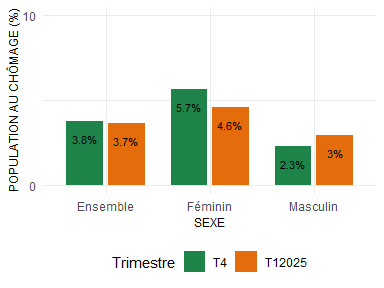 POPULATION AU CHÔMAGE (%)
10
0
3.8%
3.7%
5.7%
4.6%
2.3%
3%
Ensemble
Féminin
Masculin
SEXE
Trimestre T4 T12025